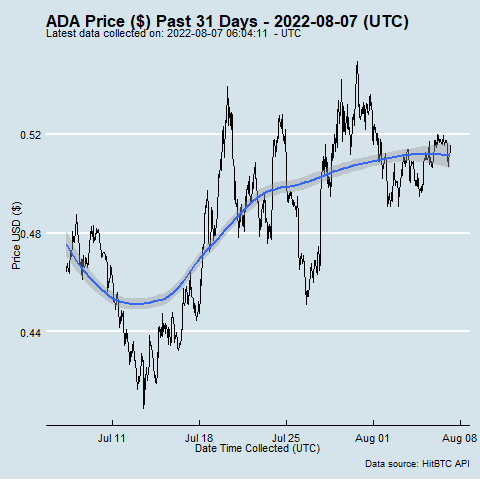 ADA Price ($) Past 31 Days - 2022-08-07 (UTC)
Latest data collected on: 2022-08-07 06:04:11 - UTC
0.52
0.48
0.44
Price USD ($)
Jul 11
Jul 18
Jul 25
Aug 01
Aug 08
Date Time Collected (UTC)
Data source: HitBTC API